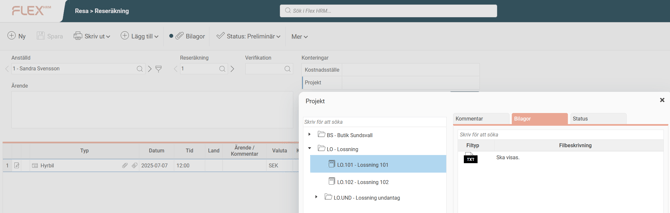 FLEX HRM
Resa > Reseräkning
Sök i Flex HRM...
Ny
Spara
Skriv ut
Lägg till
Bilagor
Status: Preliminär
Mer
Anställd
Reseräkning
Verifikation
Konteringar
1 - Sandra Svensson
1
Kostnadsställe
Projekt
Ärende
Projekt
Skriv för att söka
Kommentar
Bilagor
Status
BS - Butik Sundsvall
LO - Lossning
LO.101 - Lossning 101
LO.102 - Lossning 102
LO.UND - Lossning undantag
Skriv för att söka
Filtyp
Filbeskrivning
TXT
Ska visas.
Typ
Datum
Tid
Land
Ärende /
Kommentar
Valuta
1
Hyrbil
2025-07-07
12:00
SEK